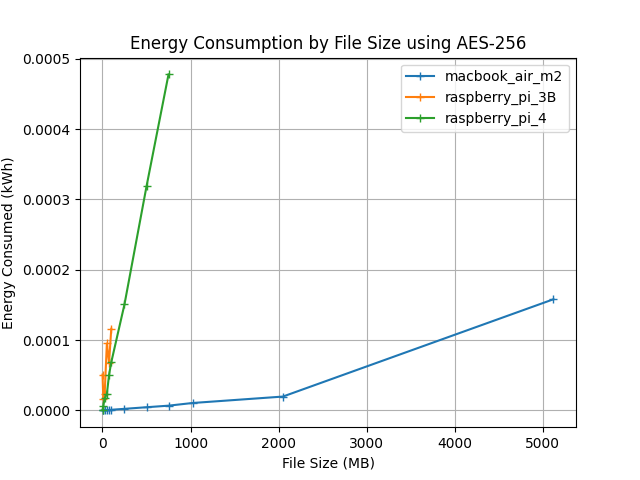 Energy Consumption by File Size using AES-256
macbook_air_m2
raspberry_pi_3B
raspberry_pi_4
Energy Consumed (kWh)
0.0005
0.0004
0.0003
0.0002
0.0001
0.0000
0 1000 2000 3000 4000 5000
File Size (MB)